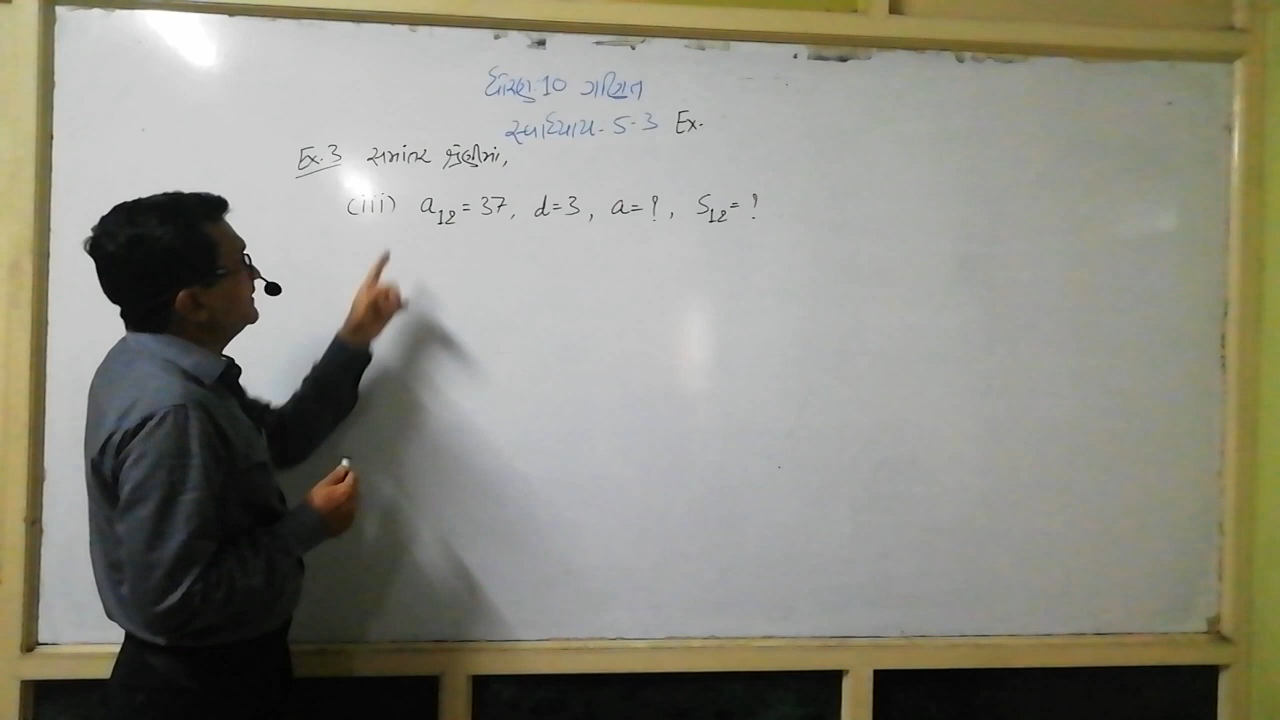 ધોરણ 10 ગણિત
સ્વાધ્યાય- 5.3 Ex.
Ex.3 સમાંતર શ્રેણીમાં,
(iii) a₁₂ = 37, d=3, a=?, S₁₂= ?